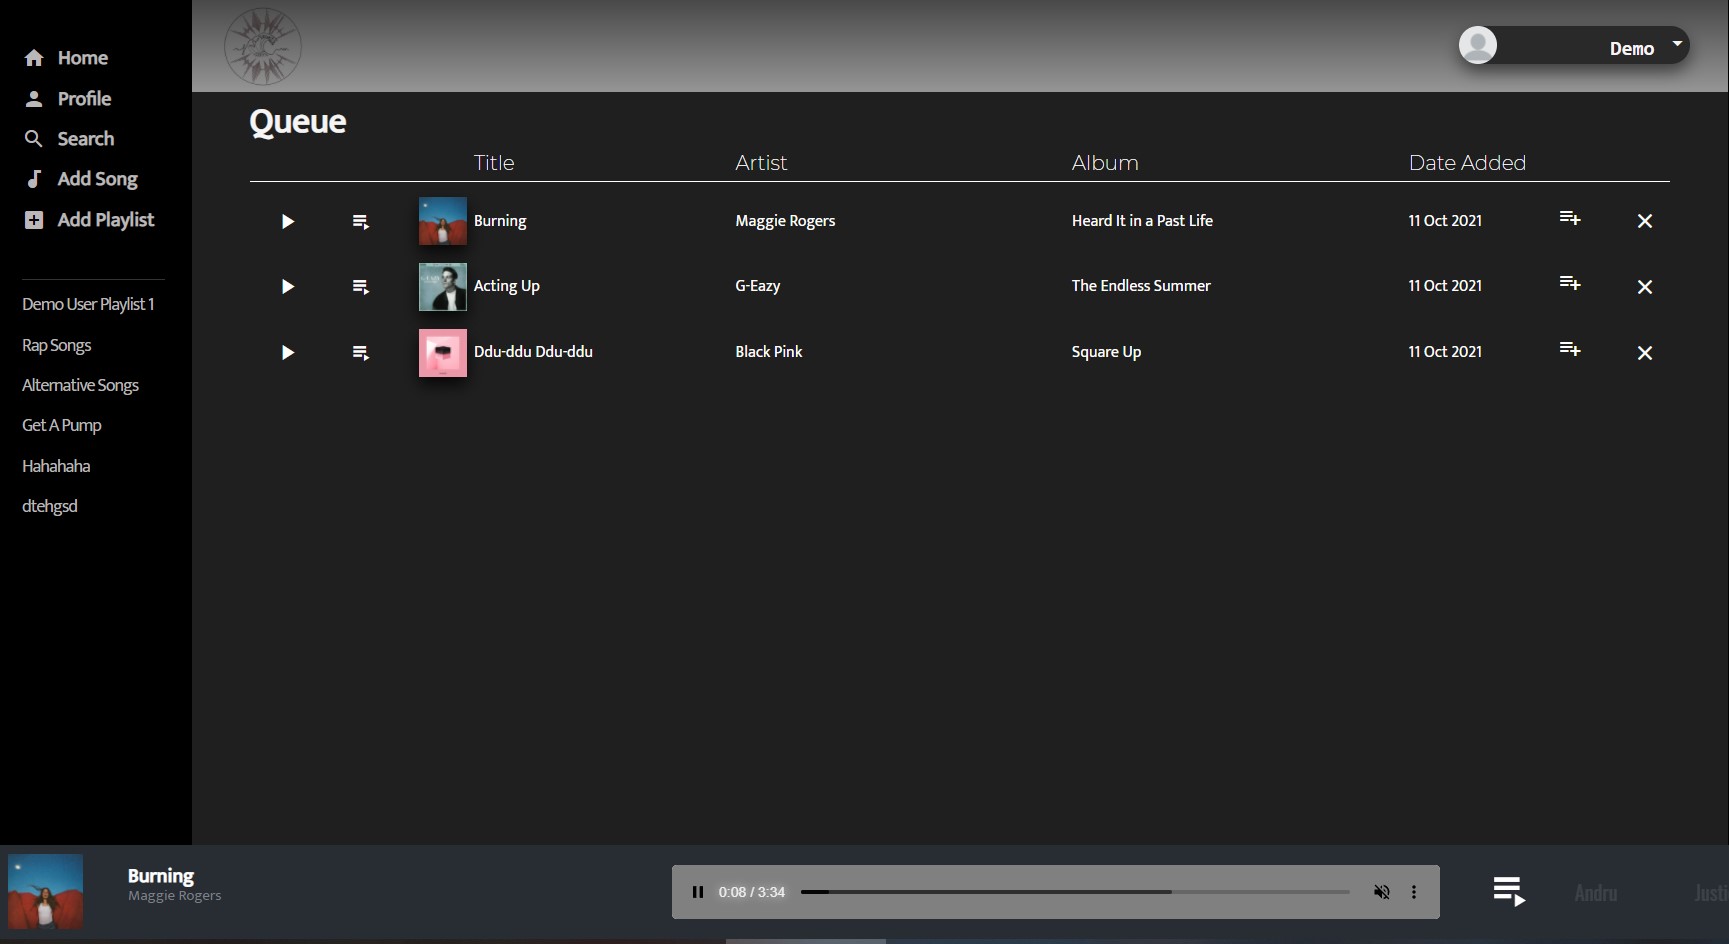 Home
Profile
Search
Add Song
Add Playlist
Demo User Playlist 1
Rap Songs
Alternative Songs
Get A Pump
Hahahaha
dtehgsd
Demo
Queue
Title Artist Album Date Added
Burning Maggie Rogers Heard It in a Past Life 11 Oct 2021
Acting Up G-Eazy The Endless Summer 11 Oct 2021
Ddu-ddu Ddu-ddu Black Pink Square Up 11 Oct 2021
Burning
Maggie Rogers
0:08 / 3:34
Andru